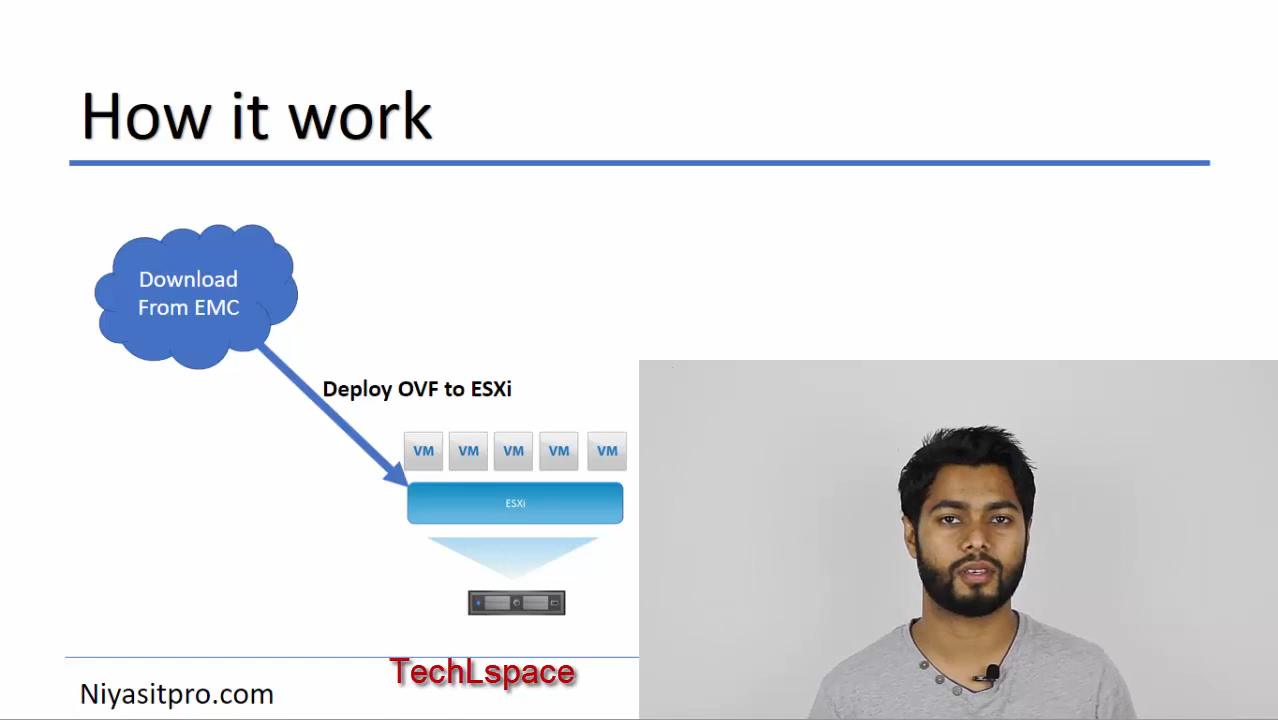 How it work
Download
From EMC
Deploy OVF to ESXi
VM VM VM VM VM
ESXi
TechLspace
Niyasitpro.com